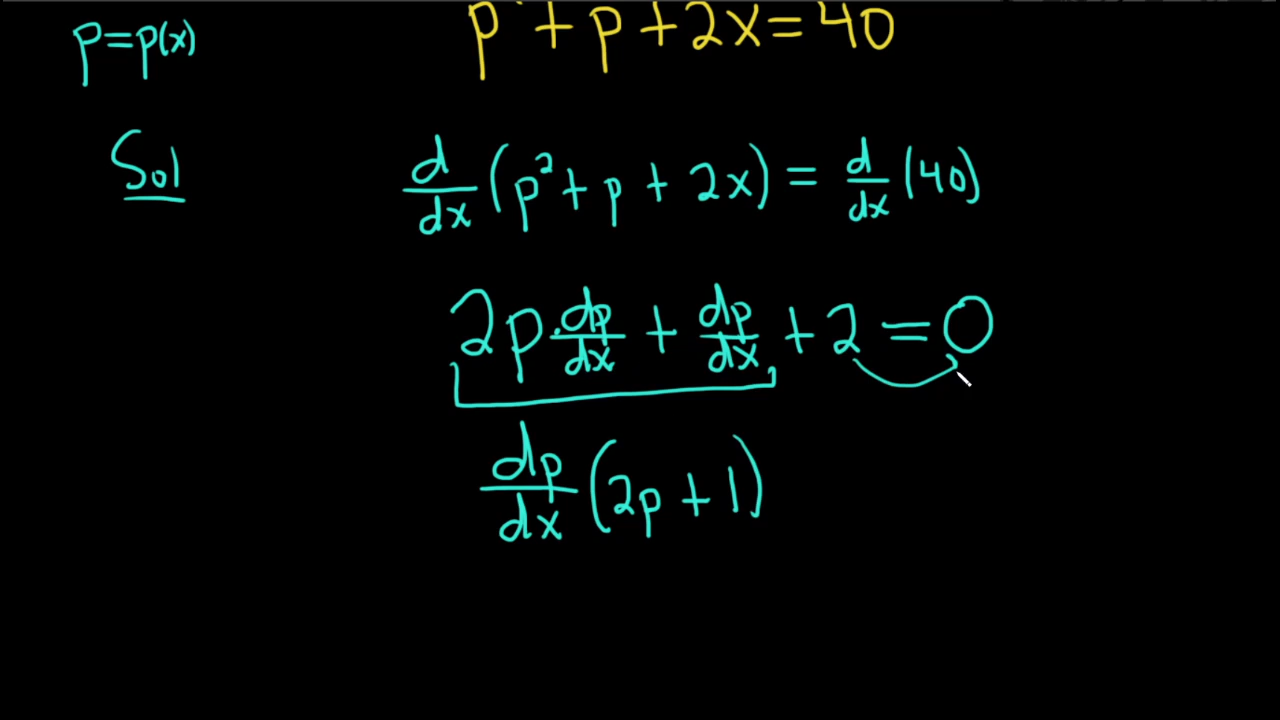 p=p(x)
p² + p + 2x = 40
Sol
d/dx (p² + p + 2x) = d/dx (40)
2p · dp/dx + dp/dx + 2 = 0
dp/dx (2p + 1)